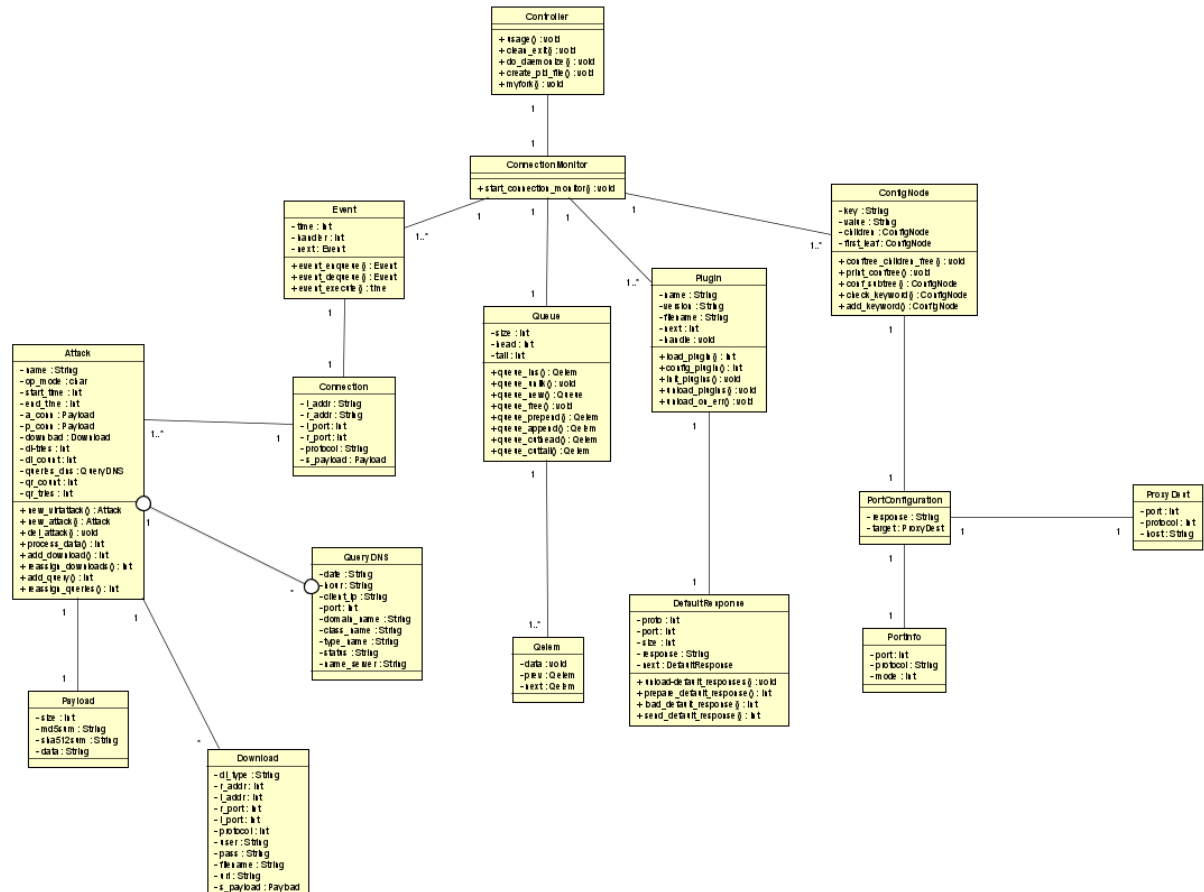 Controller
+ usage() : void
+ clean_exit() : void
+ do_daemonize() : void
+ create_pid_file() : void
+ myfork() : void
1
1
ConnectionMonitor
+ start_connection_monitor() : void
1
1
1
1
Event
- time : int
- handler : int
- next : Event
+ event_enqueue() : Event
+ event_dequeue() : Event
+ event_execute() : time
1..*
1
1
ConfigNode
- key : String
- value : String
- children : ConfigNode
- first_leaf : ConfigNode
+ conftree_children_free() : void
+ print_conftree() : void
+ conf_subtree() : ConfigNode
+ check_keyword() : ConfigNode
+ add_keyword() : ConfigNode
1..*
1
1
Plugin
- name : String
- version : String
- filename : String
- next : int
- handle : void
+ load_plugin() : int
+ config_plugin() : int
+ init_plugins() : void
+ unload_plugins() : void
+ unload_on_err() : void
1..*
1
1
Queue
- size : int
- head : int
- tail : int
+ queue_ins() : Qelem
+ queue_unlk() : void
+ queue_new() : Queue
+ queue_free() : void
+ queue_prepend() : Qelem
+ queue_append() : Qelem
+ queue_cuthead() : Qelem
+ queue_cuttail() : Qelem
1
1
1..*
Attack
- name : String
- op_mode : char
- start_time : int
- end_time : int
- a_conn : Payload
- p_conn : Payload
- download : Download
- dl-tries : int
- dl_count : int
- queries_dns : QueryDNS
- qr_count : int
- qr_tries : int
+ new_virtattack() : Attack
+ new_attack() : Attack
+ del_attack() : void
+ process_data() : int
+ add_download() : int
+ reassign_downloads() : int
+ add_query() : int
+ reassign_queries() : int
1..*
1
1
1
1
Connection
- l_addr : String
- r_addr : String
- l_port : int
- r_port : int
- protocol : String
- s_payload : Payload
1
PortConfiguration
- response : String
- target : ProxyDest
1
1
ProxyDest
- port : int
- protocol : int
- host : String
1
QueryDNS
- date : String
- hour : String
- client_ip : String
- port : int
- domain_name : String
- class_name : String
- type_name : String
- status : String
- name_server : String
*
DefaultResponse
- proto : int
- port : int
- size : int
- response : String
- next : DefaultResponse
+ unload-default_responses() : void
+ prepare_default_response() : int
+ load_default_response() : int
+ send_default_response() : int
Qelem
- data : void
- prev : Qelem
- next : Qelem
PortInfo
- port : int
- protocol : String
- mode : int
Payload
- size : int
- md5sum : String
- sha512sum : String
- data : String
*
Download
- dl_type : String
- r_addr : int
- l_addr : int
- r_port : int
- l_port : int
- protocol : int
- user : String
- pass : String
- filename : String
- url : String
- s_payload : Payload